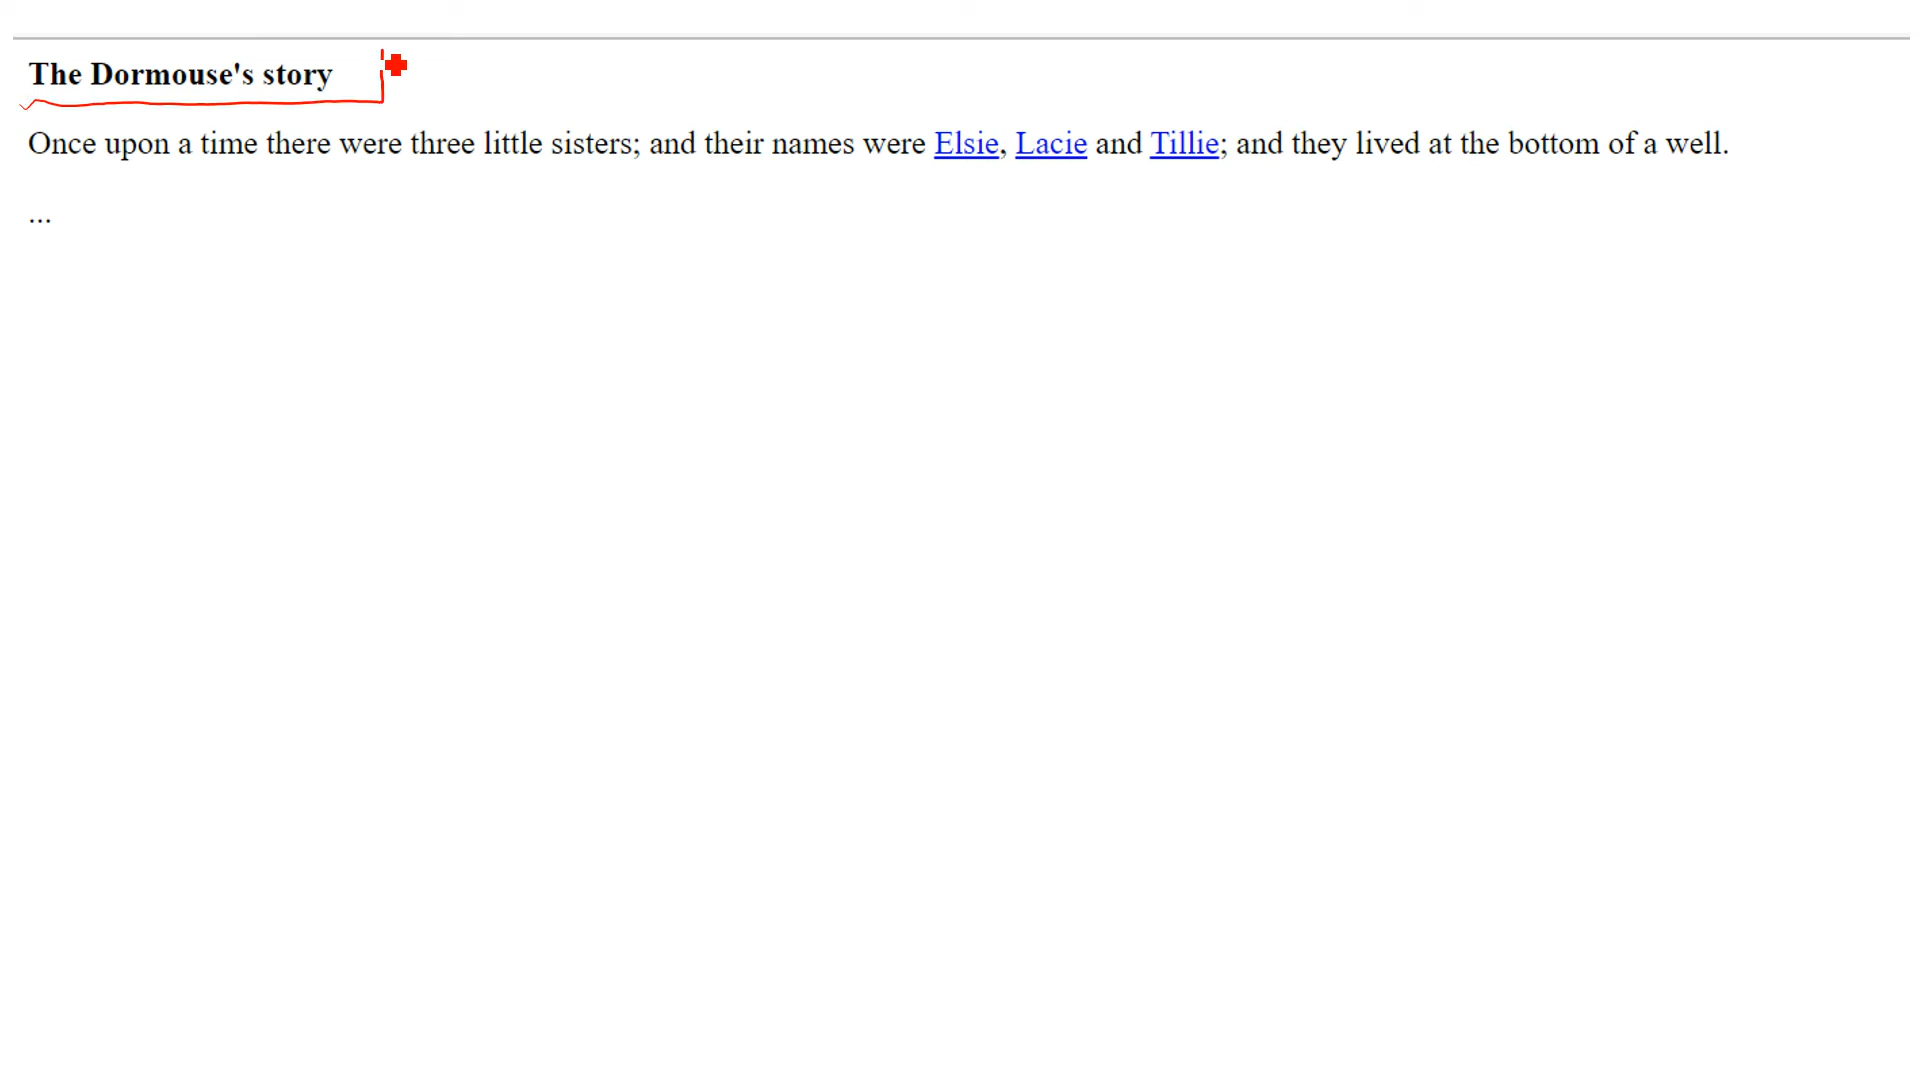 The Dormouse's story
Once upon a time there were three little sisters; and their names were Elsie, Lacie and Tillie; and they lived at the bottom of a well.
...